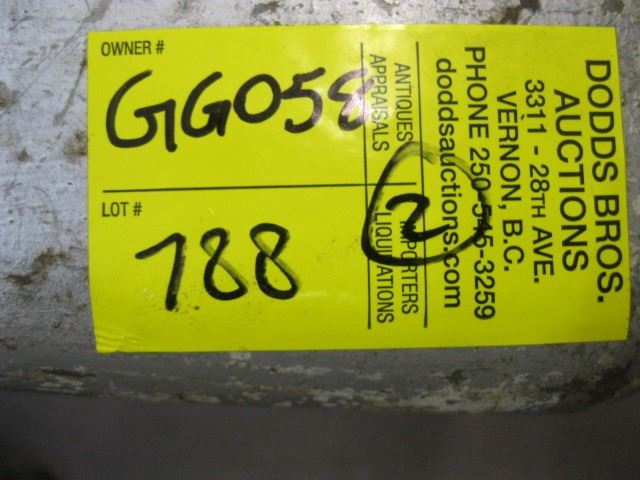 OWNER #
GG058
LOT #
788
2
DODDS BROS.
AUCTIONS
3311 - 28TH AVE.
VERNON, B.C.
PHONE 250-545-3259
doddsauctions.com
ANTIQUES IMPORTERS
APPRAISALS LIQUIDATIONS